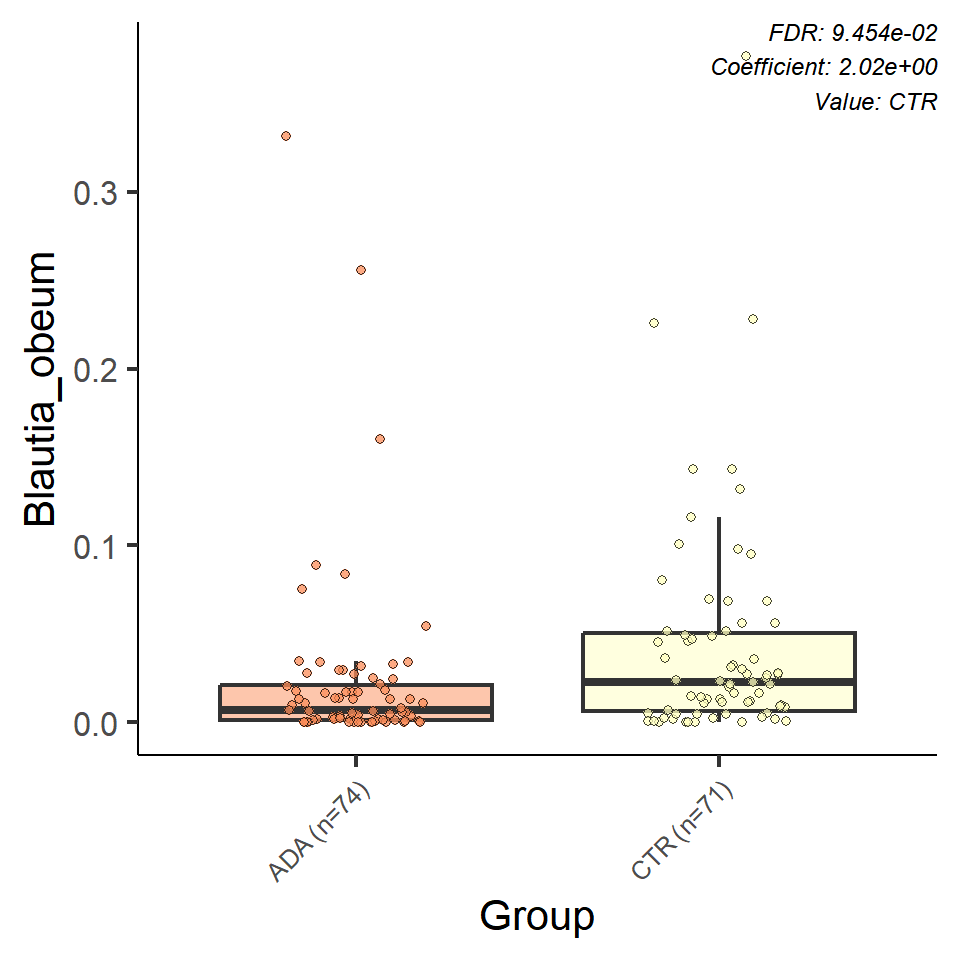 FDR: 9.454e-02
Coefficient: 2.02e+00
Value: CTR
Blautia_obeum
0.3
0.2
0.1
0.0
ADA (n=74)
CTR (n=71)
Group